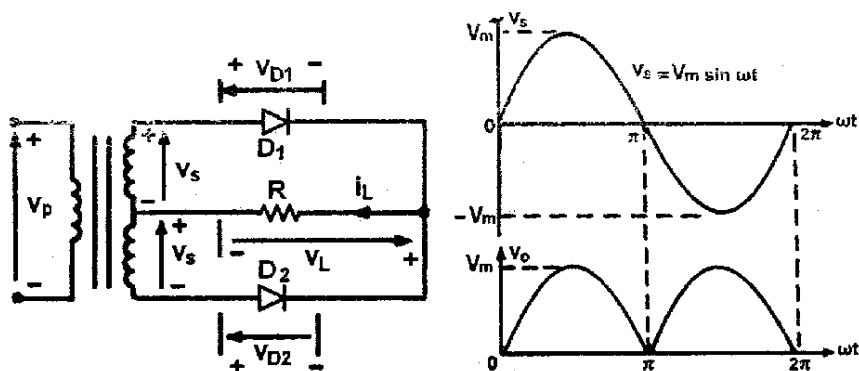 + V_D1 −
D₁
+
+
v_p
v_s
−
+
R
i_L
v_s
− v_L +
D₂
−
−
+ V_D2 −
V_m
v_s
v_s = V_m sin ωt
0
π
2π
ωt
−V_m
V_m
v_o
0
π
2π
ωt